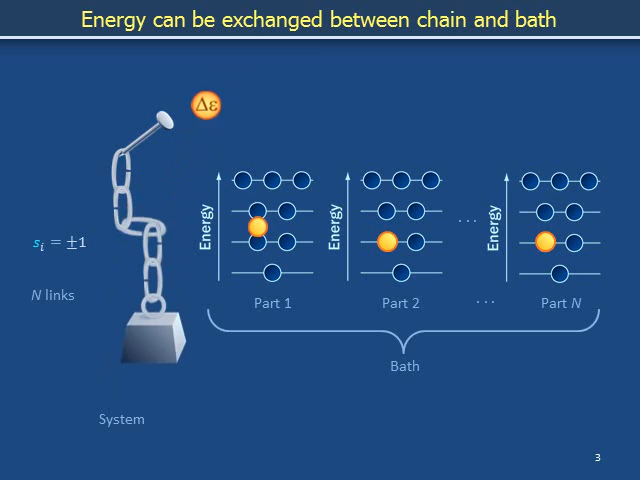 Energy can be exchanged between chain and bath
Δε
Energy
Energy
. . .
Energy
sᵢ = ±1
N links
Part 1
Part 2
. . .
Part N
Bath
System
3